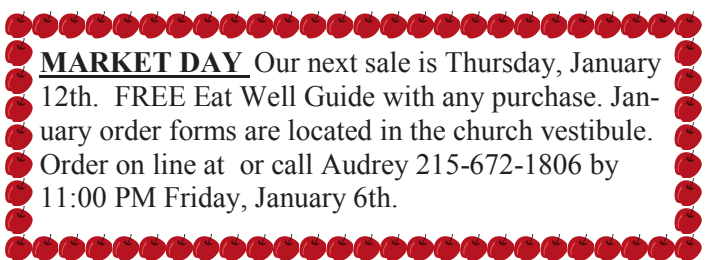 MARKET DAY Our next sale is Thursday, January
12th.  FREE Eat Well Guide with any purchase. Jan-
uary order forms are located in the church vestibule.
Order on line at  or call Audrey 215-672-1806 by
11:00 PM Friday, January 6th.